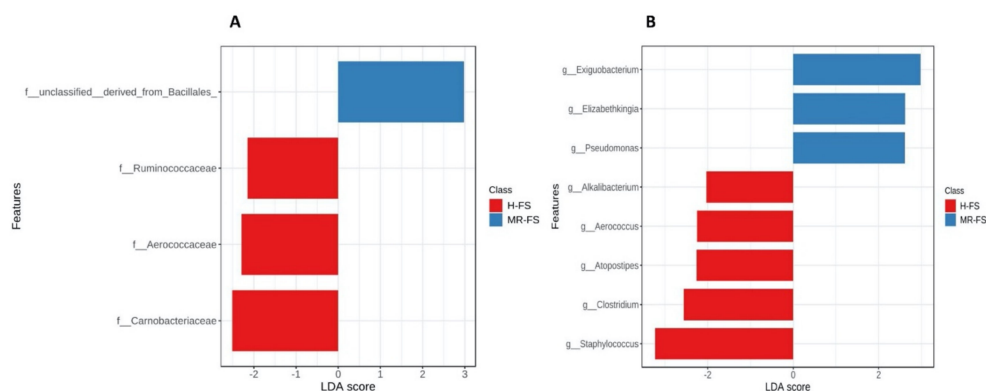 A
f__unclassified__derived_from_Bacillales_
f__Ruminococcaceae
f__Aerococcaceae
f__Carnobacteriaceae
Features
-2 -1 0 1 2 3
LDA score
Class
H-FS
MR-FS
B
g__Exiguobacterium
g__Elizabethkingia
g__Pseudomonas
g__Alkalibacterium
g__Aerococcus
g__Atopostipes
g__Clostridium
g__Staphylococcus
Features
-2 0 2
LDA score
Class
H-FS
MR-FS